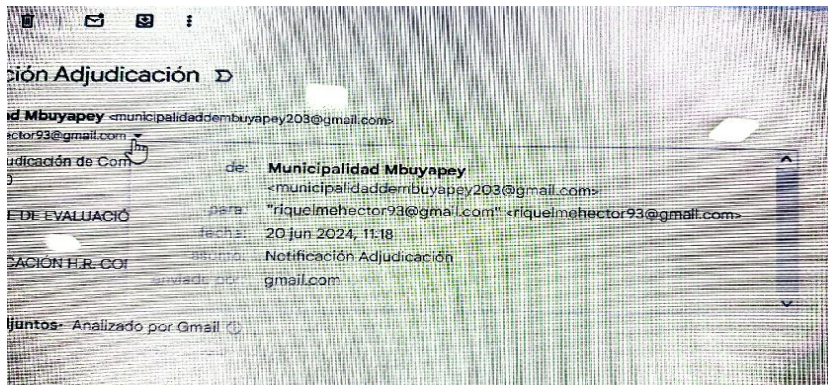 ción Adjudicación
ad Mbuyapey <municipalidaddembuyapey203@gmail.com>
ector93@gmail.com
udicación de Com
de: Municipalidad Mbuyapey
<municipalidaddembuyapey203@gmail.com>
E DE EVALUACIÓ
para: "riquelmehector93@gmail.com" <riquelmehector93@gmail.com>
fecha: 20 jun 2024, 11:18
CACIÓN H.R. CO
asunto: Notificación Adjudicación
enviado por: gmail.com
djuntos• Analizado por Gmail